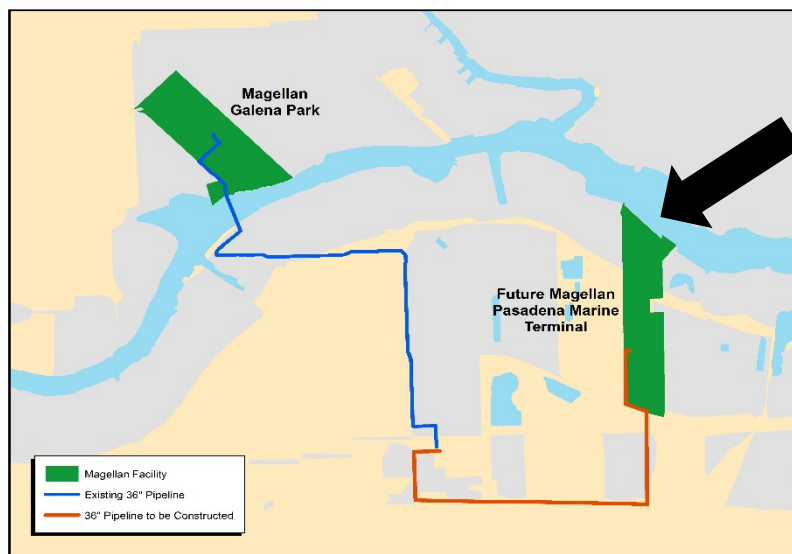 Magellan
Galena Park
Future Magellan
Pasadena Marine
Terminal
Magellan Facility
Existing 36" Pipeline
36" Pipeline to be Constructed